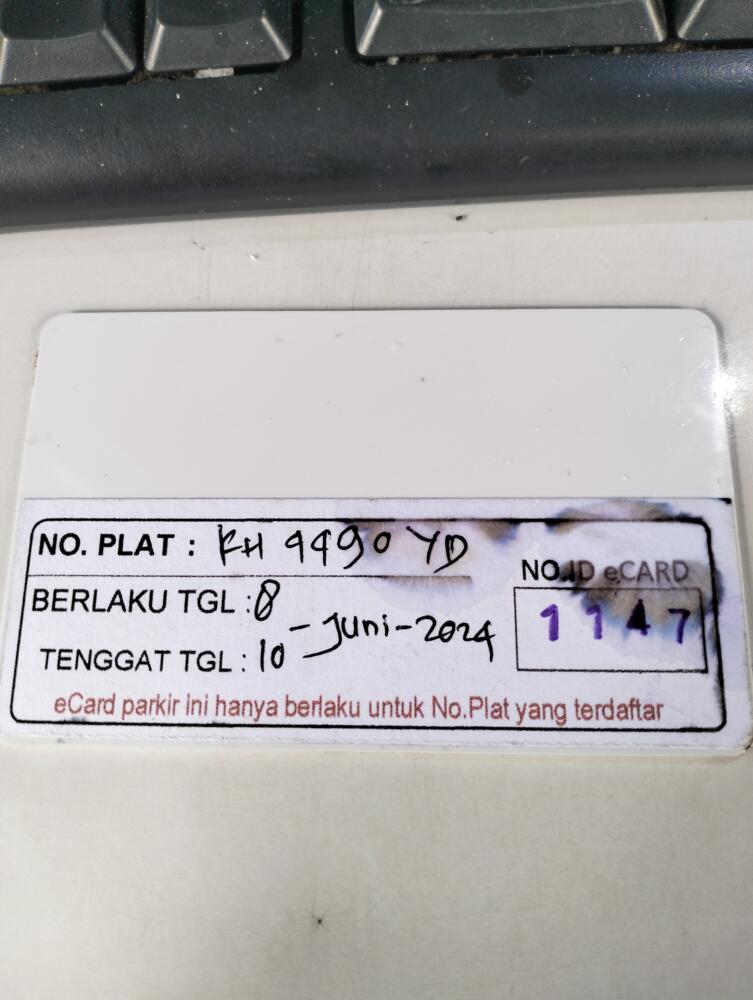 NO. PLAT : KH 4490 YD
NO.ID eCARD
BERLAKU TGL : 8
1147
- Juni - 2024
TENGGAT TGL : 10
eCard parkir ini hanya berlaku untuk No.Plat yang terdaftar